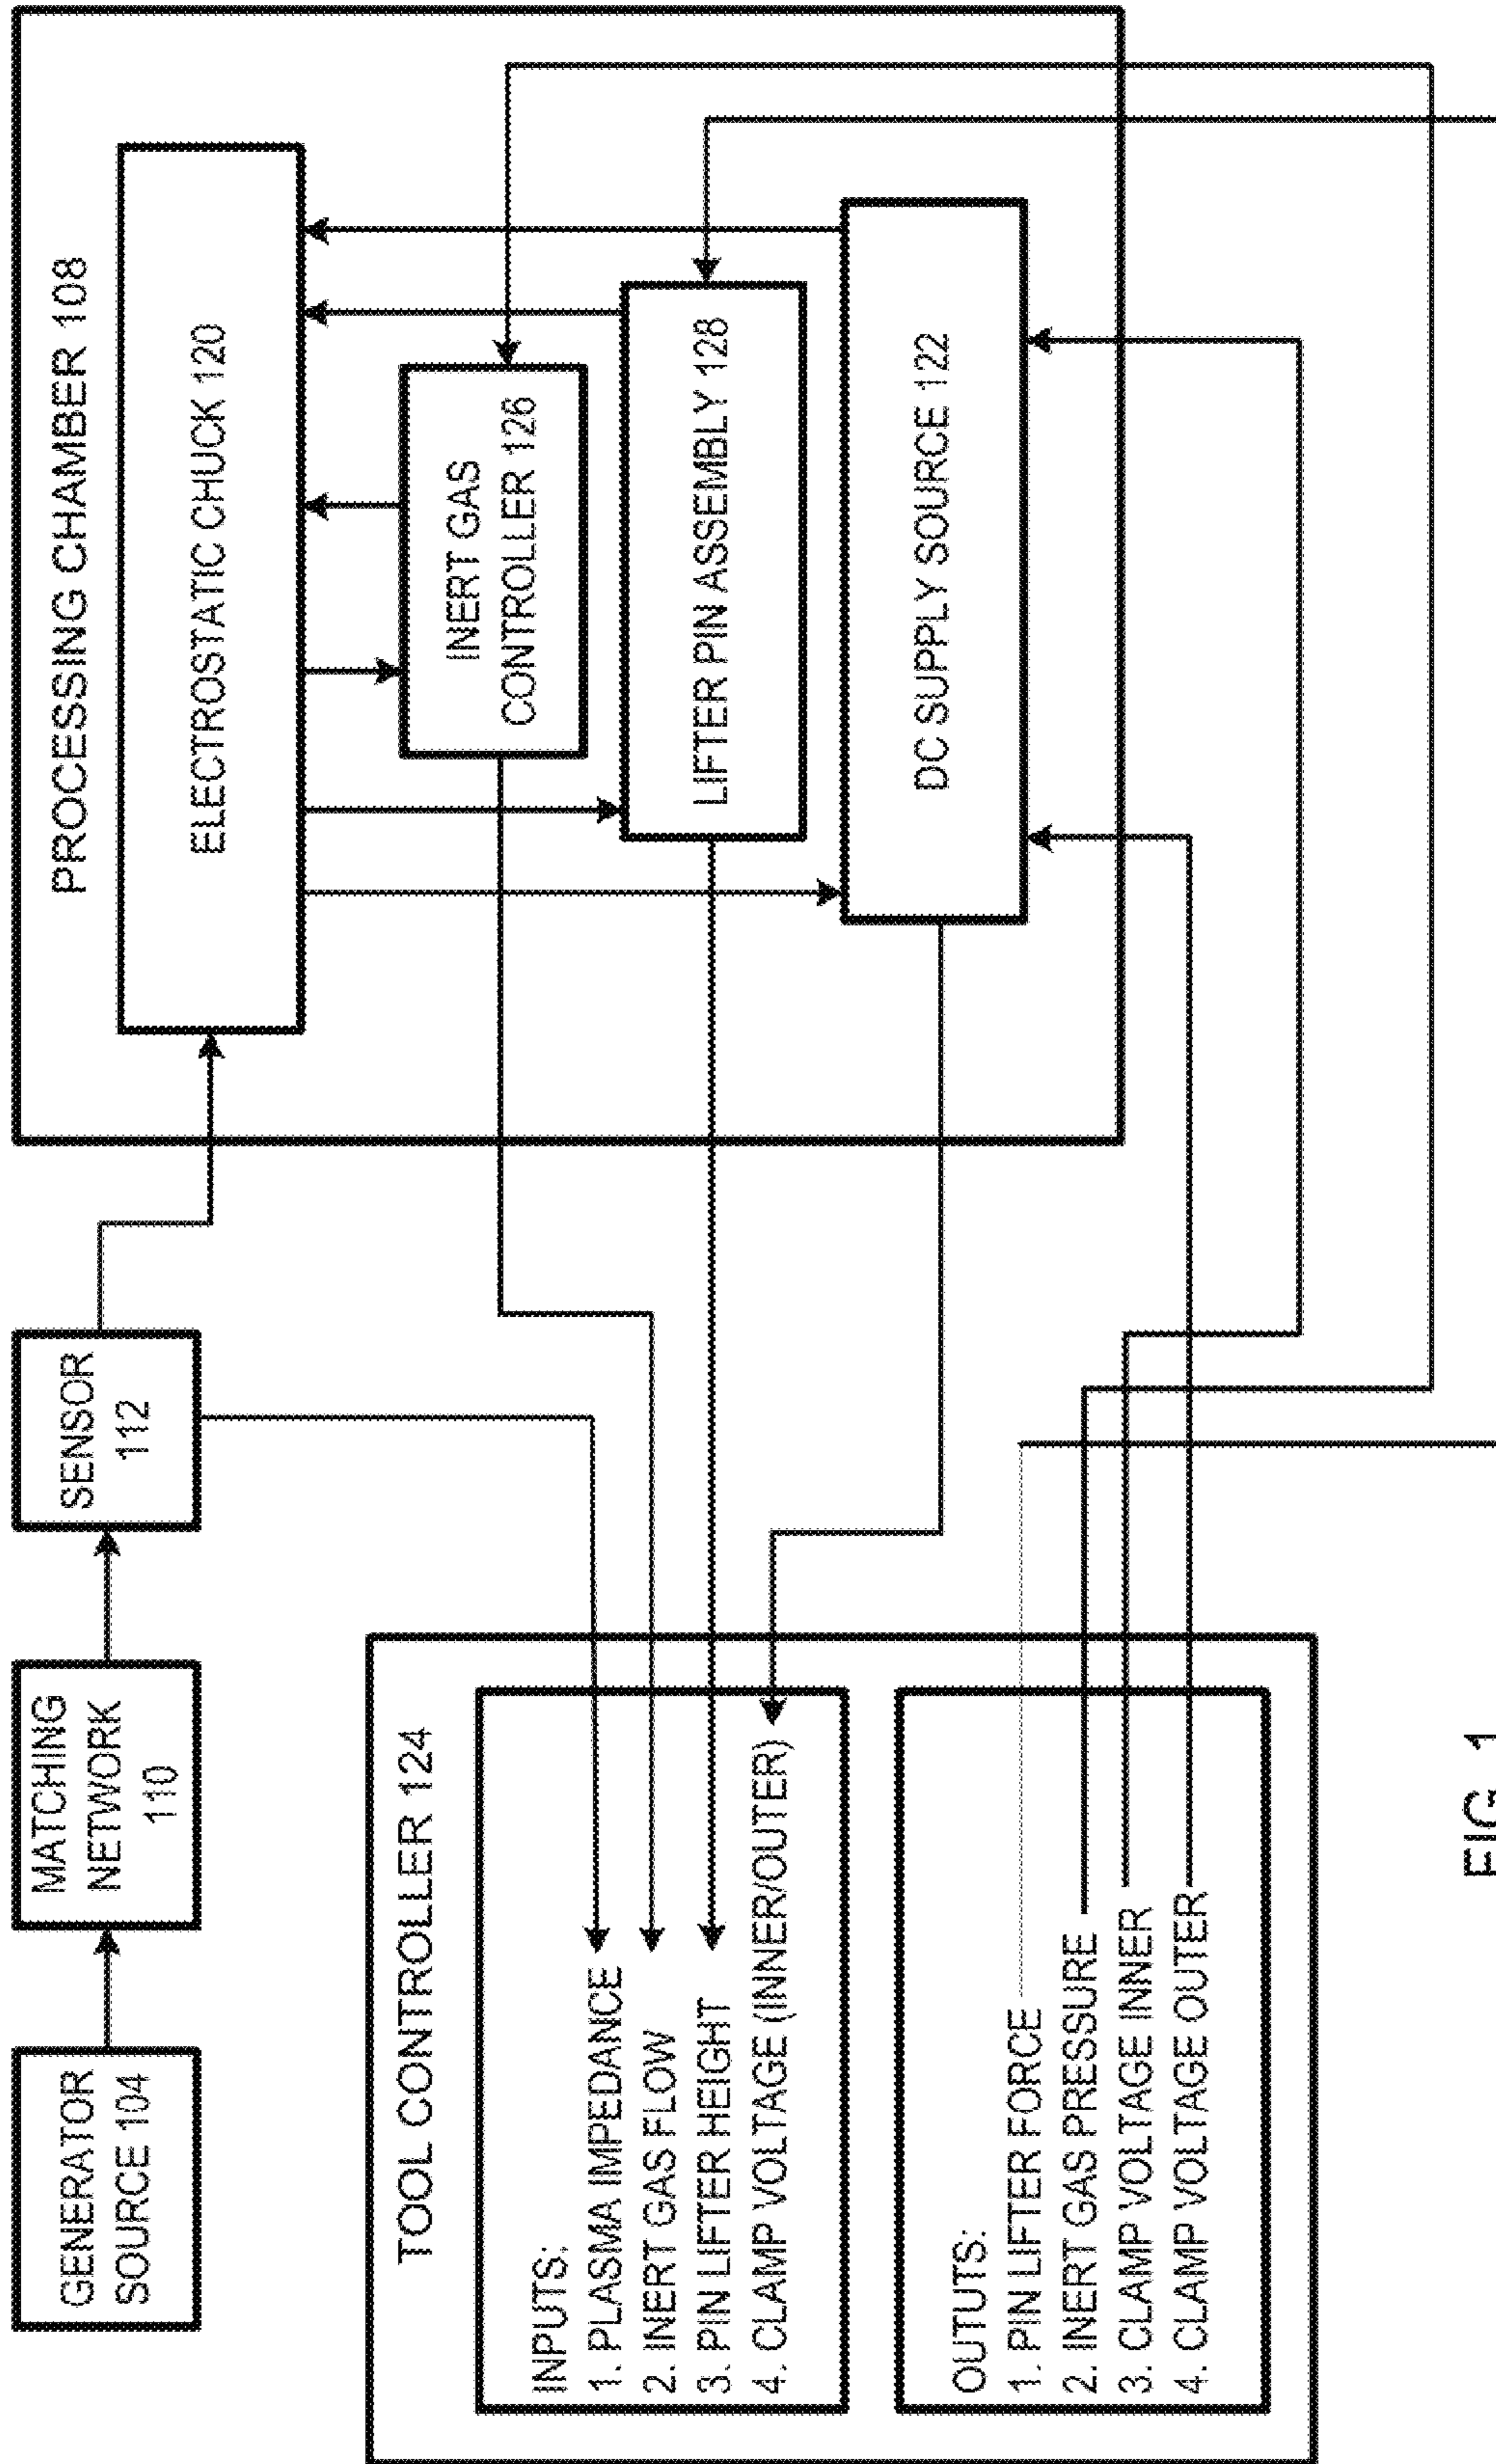 GENERATOR
SOURCE 104
MATCHING
NETWORK
110
SENSOR
112
PROCESSING CHAMBER 108
ELECTROSTATIC CHUCK 120
INERT GAS
CONTROLLER 126
LIFTER PIN ASSEMBLY 128
DC SUPPLY SOURCE 122
TOOL CONTROLLER 124
INPUTS:
1. PLASMA IMPEDANCE
2. INERT GAS FLOW
3. PIN LIFTER HEIGHT
4. CLAMP VOLTAGE (INNER/OUTER)
OUTUTS:
1. PIN LIFTER FORCE
2. INERT GAS PRESSURE
3. CLAMP VOLTAGE INNER
4. CLAMP VOLTAGE OUTER
FIG. 1